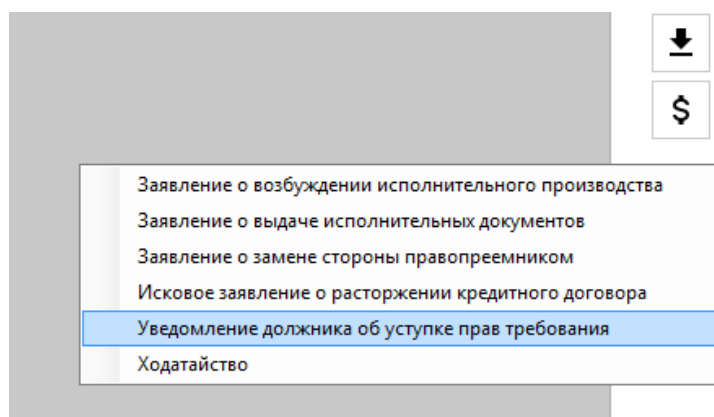 $
Заявление о возбуждении исполнительного производства
Заявление о выдаче исполнительных документов
Заявление о замене стороны правопреемником
Исковое заявление о расторжении кредитного договора
Уведомление должника об уступке прав требования
Ходатайство